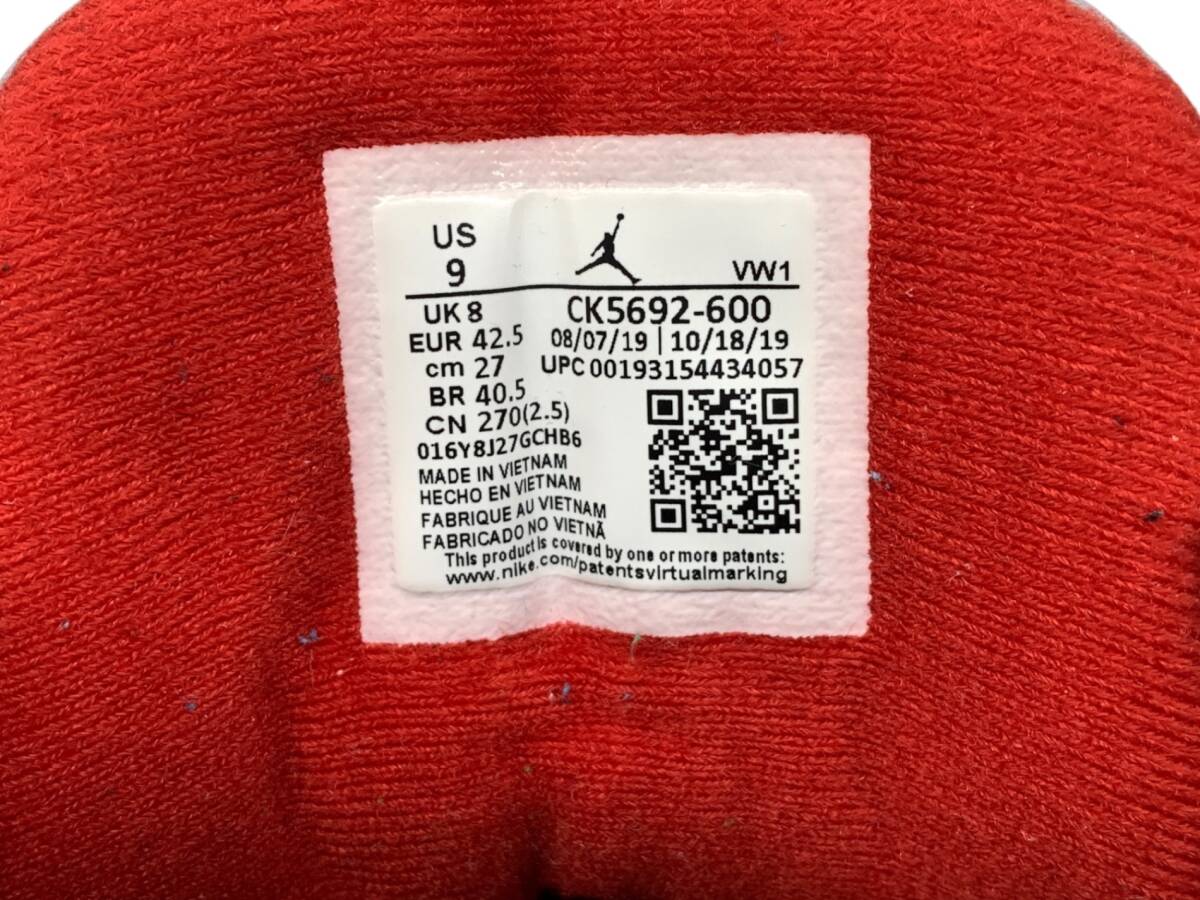 US
9
VW1
UK 8
CK5692-600
EUR 42.5
08/07/19 | 10/18/19
cm 27
UPC 00193154434057
BR 40.5
CN 270(2.5)
016Y8J27GCHB6
MADE IN VIETNAM
HECHO EN VIETNAM
FABRIQUE AU VIETNAM
FABRICADO NO VIETNÃ
This product is covered by one or more patents:
www.nike.com/patentsvirtualmarking